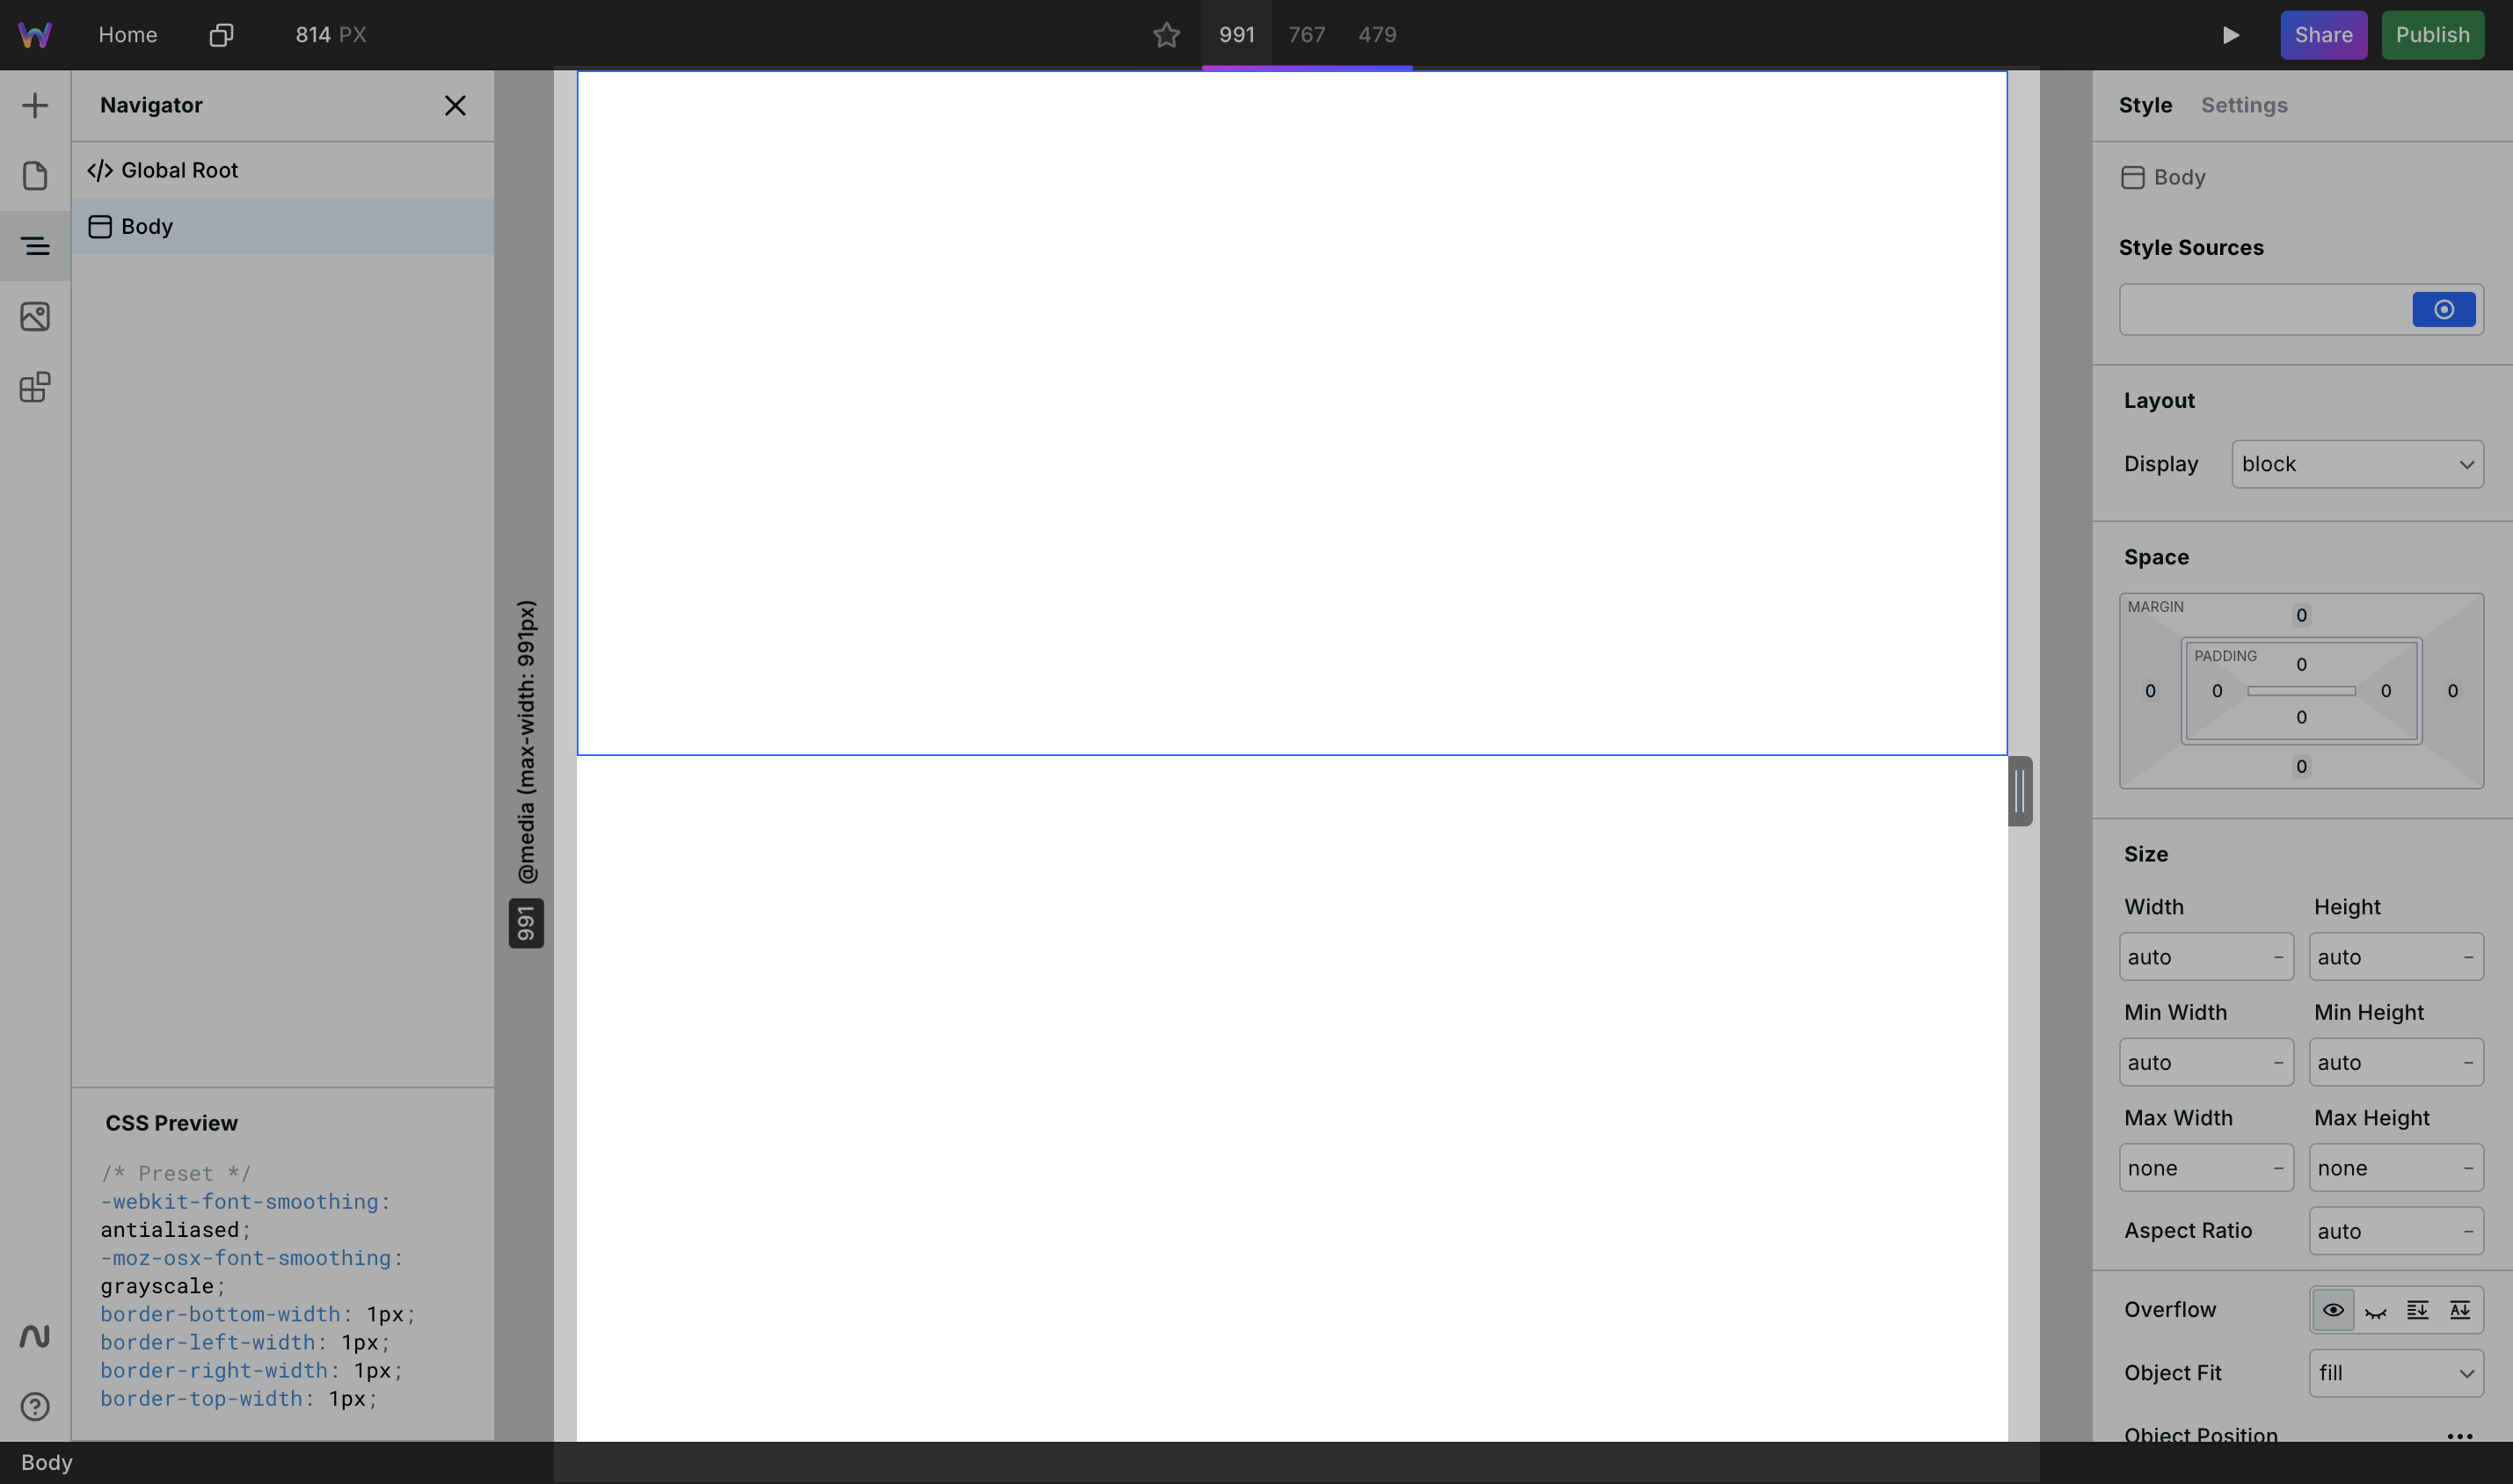 Home
814 PX
991 767 479
Share
Publish
Navigator
Global Root
Body
CSS Preview
/* Preset */
-webkit-font-smoothing:
antialiased;
-moz-osx-font-smoothing:
grayscale;
border-bottom-width: 1px;
border-left-width: 1px;
border-right-width: 1px;
border-top-width: 1px;
Body
991 @media (max-width: 991px)
Style Settings
Body
Style Sources
Layout
Display block
Space
MARGIN
0
PADDING
0
0 0 0 0
0
0
Size
Width Height
auto – auto –
Min Width Min Height
auto – auto –
Max Width Max Height
none – none –
Aspect Ratio auto –
Overflow
Object Fit fill
Object Position